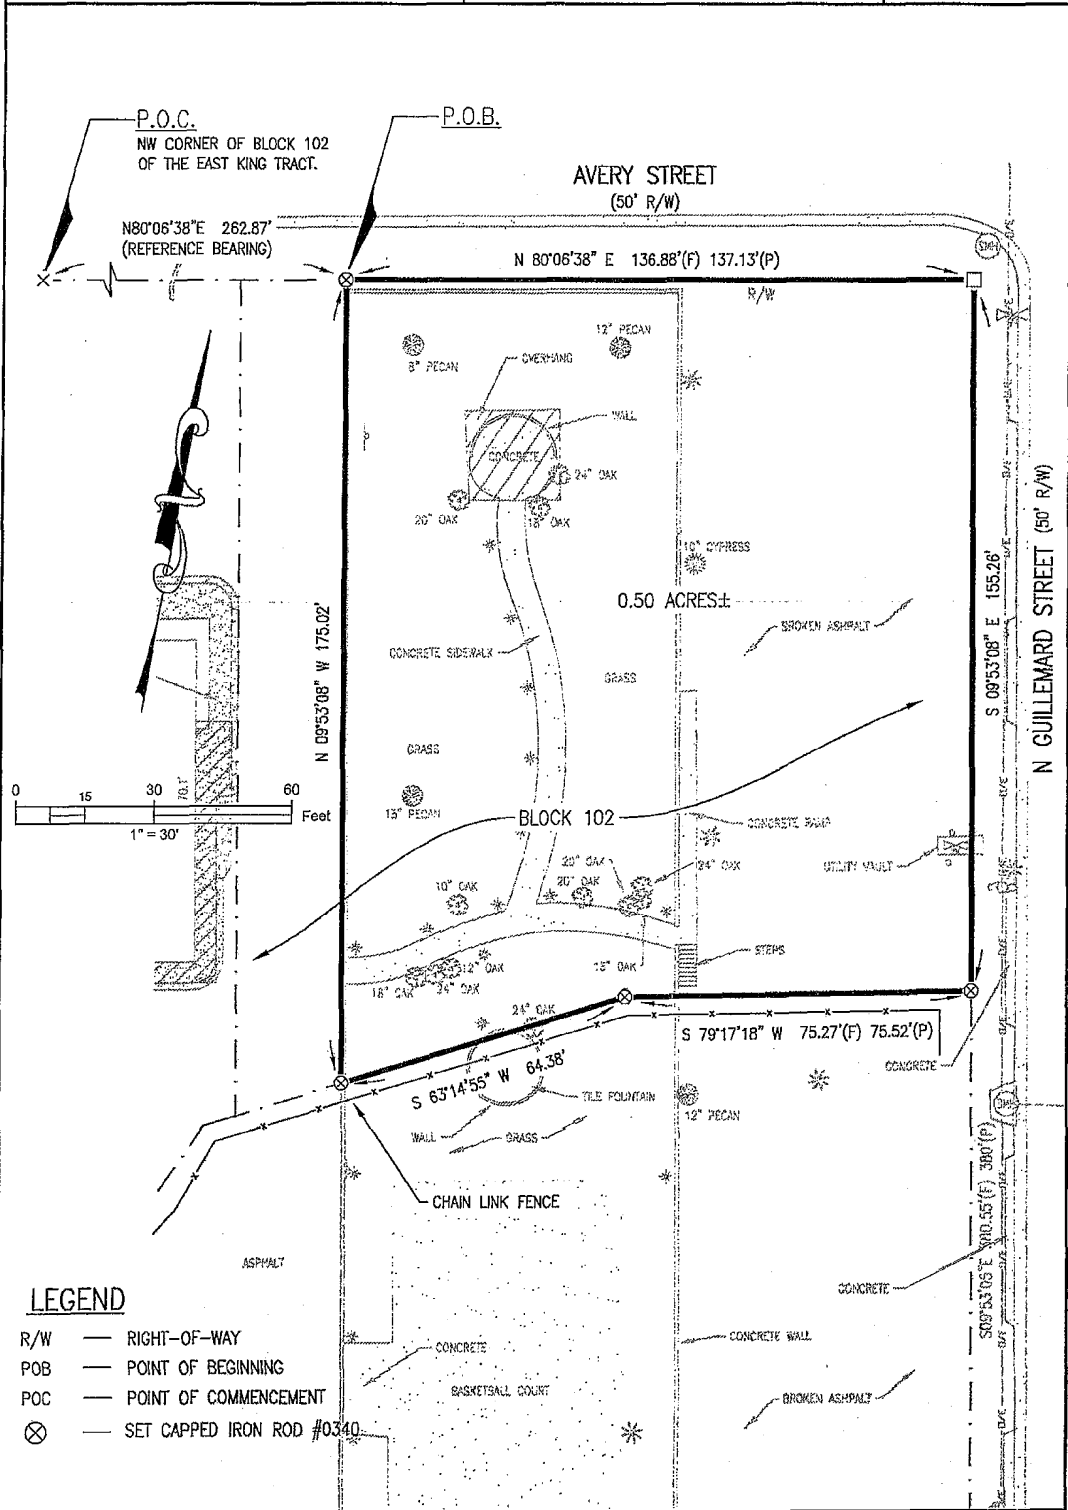 P.O.C.
NW CORNER OF BLOCK 102
OF THE EAST KING TRACT.
P.O.B.
AVERY STREET
(50' R/W)
N80°06'38"E 262.87'
(REFERENCE BEARING)
N 80°06'38" E 136.88'(F) 137.13'(P)
R/W
12" PECAN
8" PECAN
OVERHANG
WALL
CONCRETE
24" OAK
20" OAK
18" OAK
10" CYPRESS
0.50 ACRES±
BROKEN ASHPALT
CONCRETE SIDEWALK
GRASS
N 09°53'08" W 175.02'
S 09°53'08" E 155.26'
N GUILLEMARD STREET (50' R/W)
GRASS
70.1'
0 15 30 60
Feet
1" = 30'
15" PECAN
BLOCK 102
CONCRETE RAMP
UTILITY VAULT
20" OAK
24" OAK
20" OAK
10" OAK
STEPS
12" OAK
15" OAK
18" OAK
24" OAK
24" OAK
S 79°17'18" W 75.27'(F) 75.52'(P)
S 63°14'55" W 64.38'
CONCRETE
TILE FOUNTAIN
12" PECAN
WALL
GRASS
CHAIN LINK FENCE
ASPHALT
CONCRETE
CONCRETE WALL
CONCRETE
BASKETBALL COURT
BROKEN ASHPALT
LEGEND
R/W — RIGHT-OF-WAY
POB — POINT OF BEGINNING
POC — POINT OF COMMENCEMENT
— SET CAPPED IRON ROD #0340